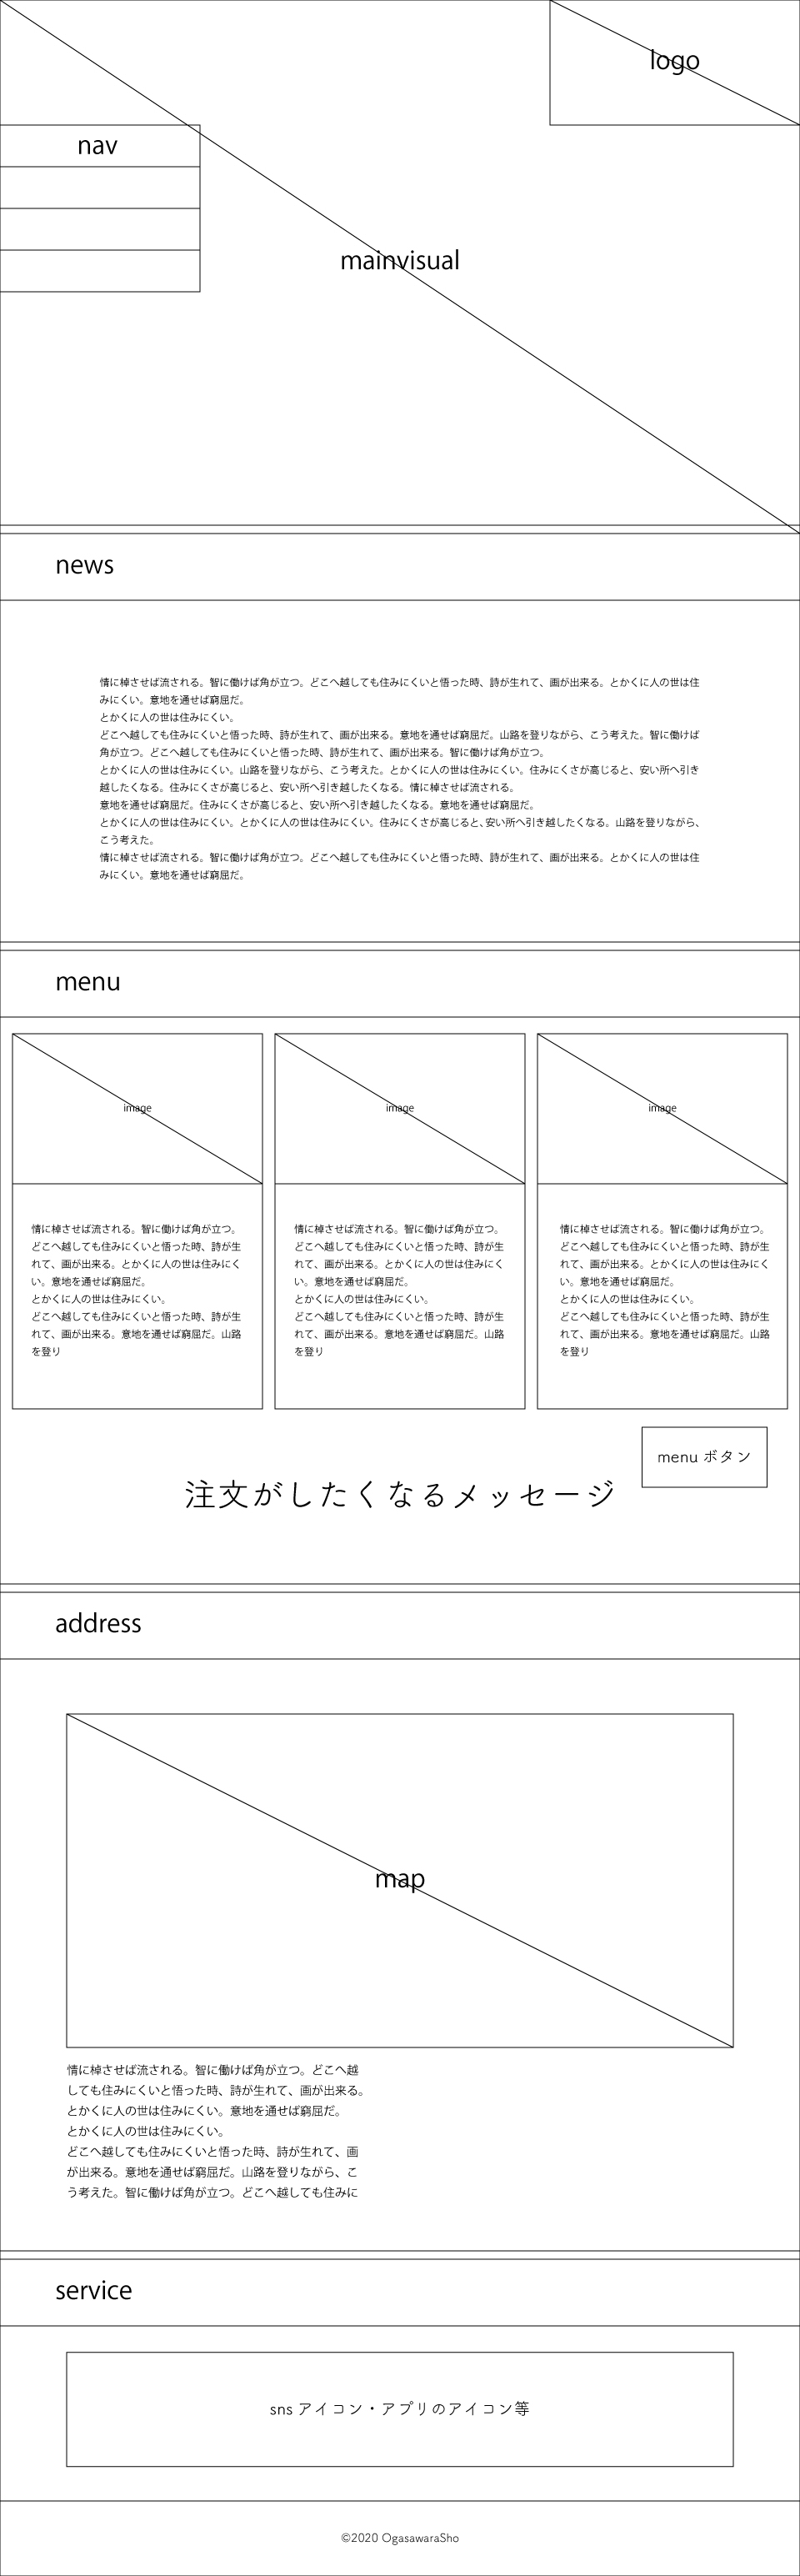 logo
nav
mainvisual
news
情に棹させば流される。智に働けば角が立つ。どこへ越しても住みにくいと悟った時、詩が生れて、画が出来る。とかくに人の世は住
みにくい。意地を通せば窮屈だ。
とかくに人の世は住みにくい。
どこへ越しても住みにくいと悟った時、詩が生れて、画が出来る。意地を通せば窮屈だ。山路を登りながら、こう考えた。智に働けば
角が立つ。どこへ越しても住みにくいと悟った時、詩が生れて、画が出来る。智に働けば角が立つ。
とかくに人の世は住みにくい。山路を登りながら、こう考えた。とかくに人の世は住みにくい。住みにくさが高じると、安い所へ引き
越したくなる。住みにくさが高じると、安い所へ引き越したくなる。情に棹させば流される。
意地を通せば窮屈だ。住みにくさが高じると、安い所へ引き越したくなる。意地を通せば窮屈だ。
とかくに人の世は住みにくい。とかくに人の世は住みにくい。住みにくさが高じると、安い所へ引き越したくなる。山路を登りながら、
こう考えた。
情に棹させば流される。智に働けば角が立つ。どこへ越しても住みにくいと悟った時、詩が生れて、画が出来る。とかくに人の世は住
みにくい。意地を通せば窮屈だ。
menu
image
情に棹させば流される。智に働けば角が立つ。
どこへ越しても住みにくいと悟った時、詩が生
れて、画が出来る。とかくに人の世は住みにく
い。意地を通せば窮屈だ。
とかくに人の世は住みにくい。
どこへ越しても住みにくいと悟った時、詩が生
れて、画が出来る。意地を通せば窮屈だ。山路
を登り
image
情に棹させば流される。智に働けば角が立つ。
どこへ越しても住みにくいと悟った時、詩が生
れて、画が出来る。とかくに人の世は住みにく
い。意地を通せば窮屈だ。
とかくに人の世は住みにくい。
どこへ越しても住みにくいと悟った時、詩が生
れて、画が出来る。意地を通せば窮屈だ。山路
を登り
image
情に棹させば流される。智に働けば角が立つ。
どこへ越しても住みにくいと悟った時、詩が生
れて、画が出来る。とかくに人の世は住みにく
い。意地を通せば窮屈だ。
とかくに人の世は住みにくい。
どこへ越しても住みにくいと悟った時、詩が生
れて、画が出来る。意地を通せば窮屈だ。山路
を登り
menu ボタン
注文がしたくなるメッセージ
address
map
情に棹させば流される。智に働けば角が立つ。どこへ越
しても住みにくいと悟った時、詩が生れて、画が出来る。
とかくに人の世は住みにくい。意地を通せば窮屈だ。
とかくに人の世は住みにくい。
どこへ越しても住みにくいと悟った時、詩が生れて、画
が出来る。意地を通せば窮屈だ。山路を登りながら、こ
う考えた。智に働けば角が立つ。どこへ越しても住みに
service
sns アイコン・アプリのアイコン等
©2020 OgasawaraSho